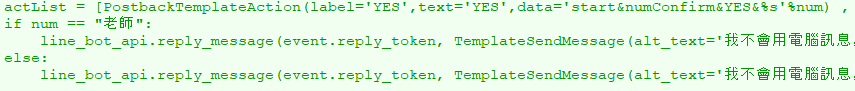 actList = [PostbackTemplateAction(label='YES',text='YES',data='start&numConfirm&YES&%s'%num) ,
if num == "老師":
    line_bot_api.reply_message(event.reply_token, TemplateSendMessage(alt_text='我不會用電腦訊息,
else:
    line_bot_api.reply_message(event.reply_token, TemplateSendMessage(alt_text='我不會用電腦訊息,